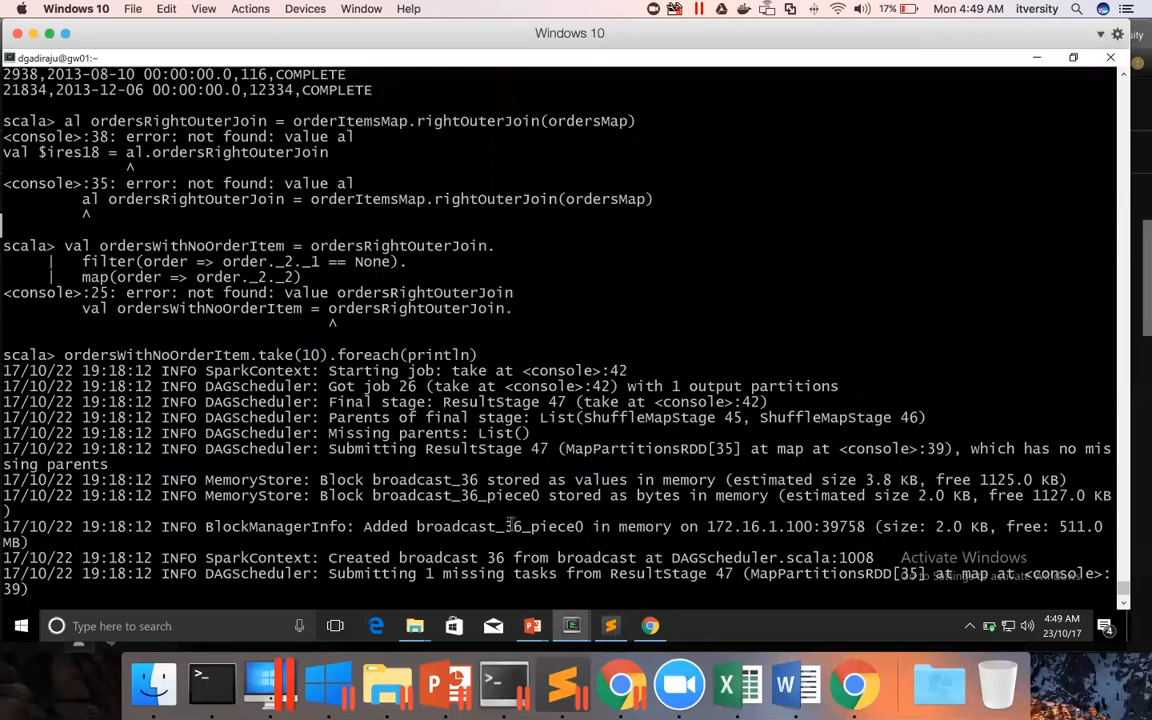 Windows 10 File Edit View Actions Devices Window Help 17% Mon 4:49 AM itversity
Windows 10
dgadiraju@gw01:~
2938,2013-08-10 00:00:00.0,116,COMPLETE
21834,2013-12-06 00:00:00.0,12334,COMPLETE
scala> al ordersRightOuterJoin = orderItemsMap.rightOuterJoin(ordersMap)
<console>:38: error: not found: value al
val $ires18 = al.ordersRightOuterJoin
^
<console>:35: error: not found: value al
al ordersRightOuterJoin = orderItemsMap.rightOuterJoin(ordersMap)
^
scala> val ordersWithNoOrderItem = ordersRightOuterJoin.
| filter(order => order._2._1 == None).
| map(order => order._2._2)
<console>:25: error: not found: value ordersRightOuterJoin
val ordersWithNoOrderItem = ordersRightOuterJoin.
^
scala> ordersWithNoOrderItem.take(10).foreach(println)
17/10/22 19:18:12 INFO SparkContext: Starting job: take at <console>:42
17/10/22 19:18:12 INFO DAGScheduler: Got job 26 (take at <console>:42) with 1 output partitions
17/10/22 19:18:12 INFO DAGScheduler: Final stage: ResultStage 47 (take at <console>:42)
17/10/22 19:18:12 INFO DAGScheduler: Parents of final stage: List(ShuffleMapStage 45, ShuffleMapStage 46)
17/10/22 19:18:12 INFO DAGScheduler: Missing parents: List()
17/10/22 19:18:12 INFO DAGScheduler: Submitting ResultStage 47 (MapPartitionsRDD[35] at map at <console>:39), which has no mis
sing parents
17/10/22 19:18:12 INFO MemoryStore: Block broadcast_36 stored as values in memory (estimated size 3.8 KB, free 1125.0 KB)
17/10/22 19:18:12 INFO MemoryStore: Block broadcast_36_piece0 stored as bytes in memory (estimated size 2.0 KB, free 1127.0 KB
)
17/10/22 19:18:12 INFO BlockManagerInfo: Added broadcast_36_piece0 in memory on 172.16.1.100:39758 (size: 2.0 KB, free: 511.0
MB)
17/10/22 19:18:12 INFO SparkContext: Created broadcast 36 from broadcast at DAGScheduler.scala:1008
Activate Windows
17/10/22 19:18:12 INFO DAGScheduler: Submitting 1 missing tasks from ResultStage 47 (MapPartitionsRDD[35] at map at <console>:
39)
Type here to search
4:49 AM
23/10/17
4